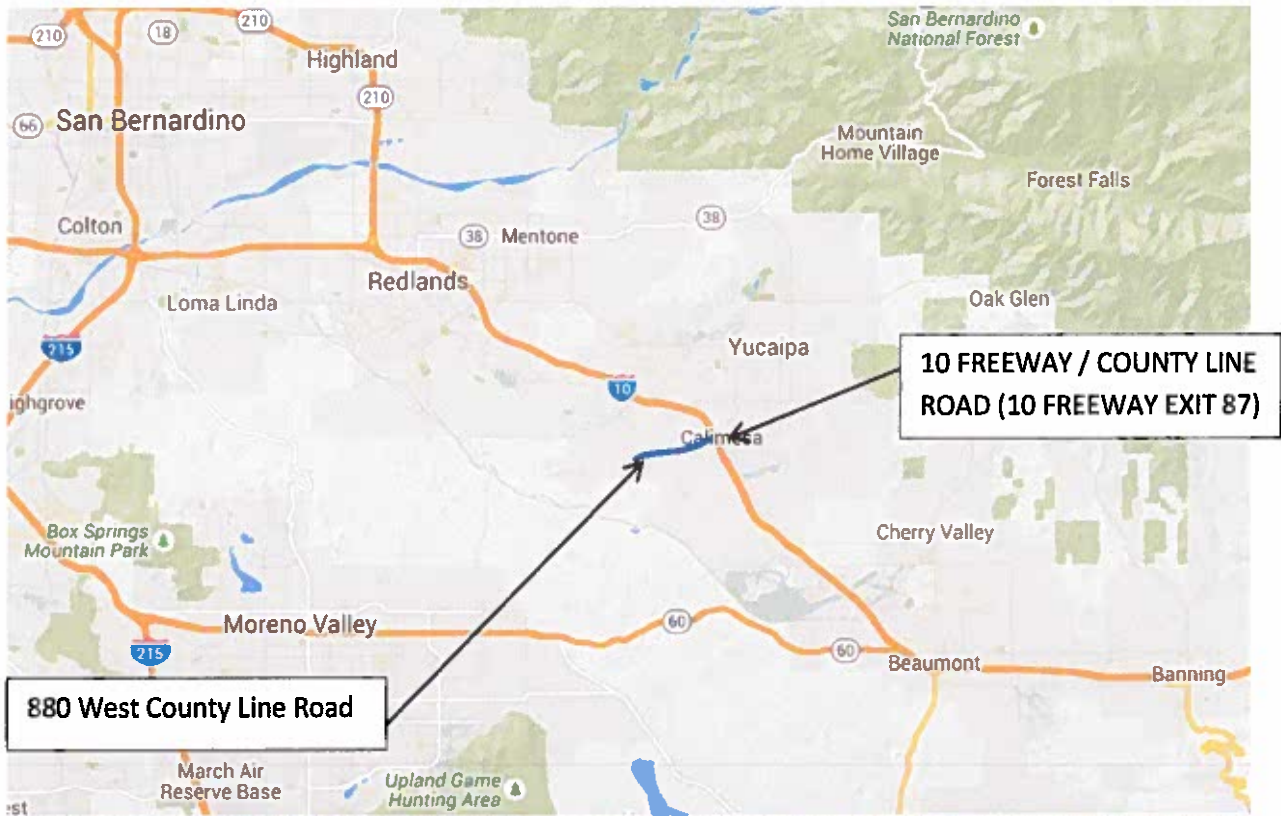 210
18
210
San Bernardino
National Forest
Highland
210
66
San Bernardino
Mountain
Home Village
Forest Falls
Colton
38
38
Mentone
Redlands
Loma Linda
Oak Glen
215
Yucaipa
10 FREEWAY / COUNTY LINE
ROAD (10 FREEWAY EXIT 87)
10
ighgrove
Calimesa
Box Springs
Mountain Park
Cherry Valley
Moreno Valley
60
215
60
Beaumont
Banning
880 West County Line Road
March Air
Reserve Base
Upland Game
Hunting Area
est